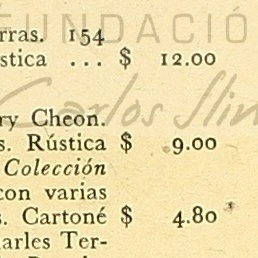 FUNDACIÓ
rras. 154
stica ... $ 12.00
Carlos Slim
ry Cheon.
s. Rústica $ 9.00
Colección
con varias
s. Cartoné $ 4.80
arles Ter-